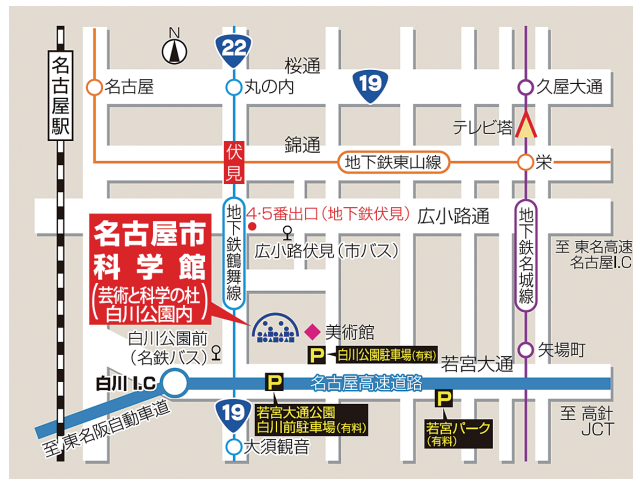 N
22
桜通
19
名古屋駅
名古屋
丸の内
久屋大通
テレビ塔
伏見
錦通
地下鉄東山線
栄
4・5番出口(地下鉄伏見)
広小路通
名古屋市
科学館
(芸術と科学の杜
白川公園内)
地下鉄鶴舞線
広小路伏見(市バス)
地下鉄名城線
至 東名高速
名古屋I.C
白川公園前
(名鉄バス)
美術館
P
白川公園駐車場(有料)
若宮大通
矢場町
白川 I.C
P
名古屋高速道路
P
至 東名阪自動車道
19
若宮大通公園
白川前駐車場(有料)
若宮パーク
(有料)
至 高針
JCT
大須観音